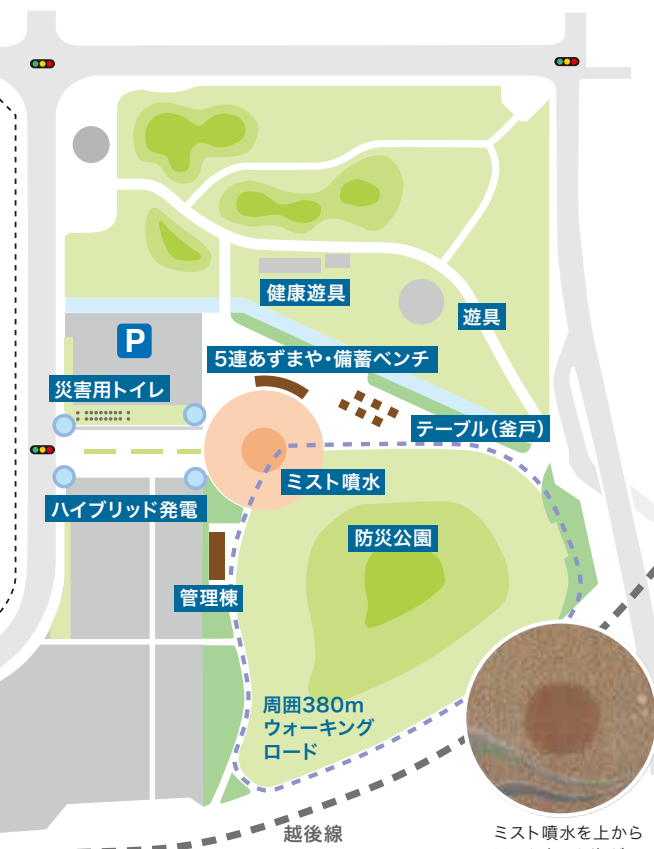 健康遊具
遊具
P
5連あずまや・備蓄ベンチ
災害用トイレ
テーブル(釜戸)
ミスト噴水
ハイブリッド発電
防災公園
管理棟
周囲380m
ウォーキング
ロード
越後線
ミスト噴水を上から